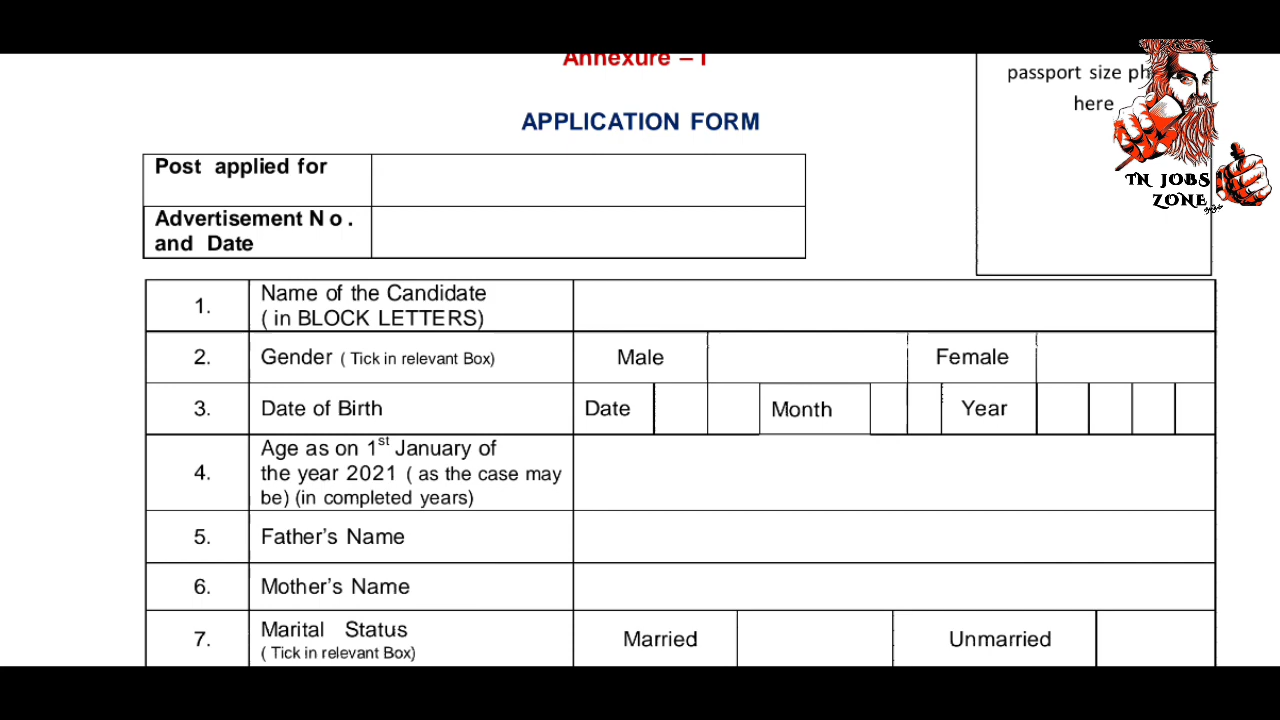 Annexure – I
passport size
here
APPLICATION FORM
TN JOBS
ZONE
Post applied for
Advertisement N o .
and Date
1.
Name of the Candidate
( in BLOCK LETTERS)
2.
Gender ( Tick in relevant Box)
Male
Female
3.
Date of Birth
Date
Month
Year
4.
Age as on 1st January of
the year 2021 ( as the case may
be) (in completed years)
5.
Father’s Name
6.
Mother’s Name
7.
Marital Status
( Tick in relevant Box)
Married
Unmarried